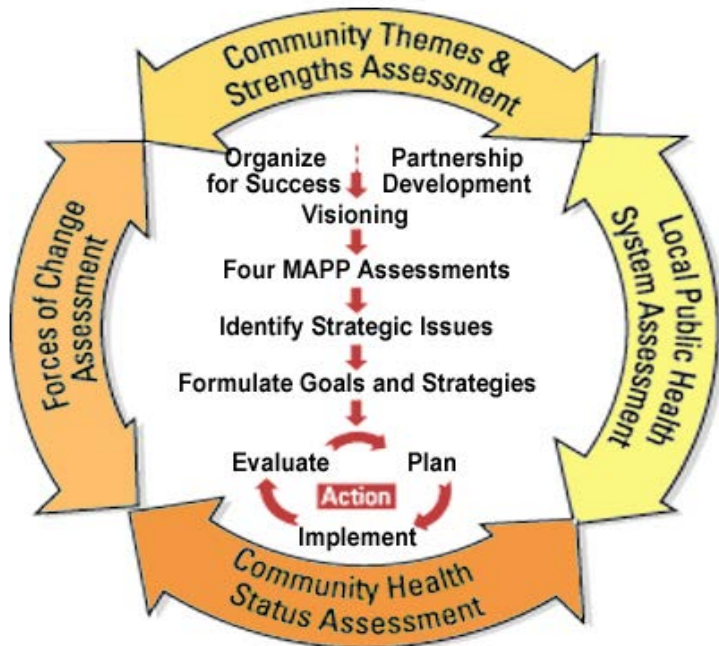 Community Themes &
Strengths Assessment
Organize
for Success
Partnership
Development
Visioning
Four MAPP Assessments
Identify Strategic Issues
Formulate Goals and Strategies
Evaluate
Plan
Action
Implement
Forces of Change
Assessment
Local Public Health
System Assessment
Community Health
Status Assessment